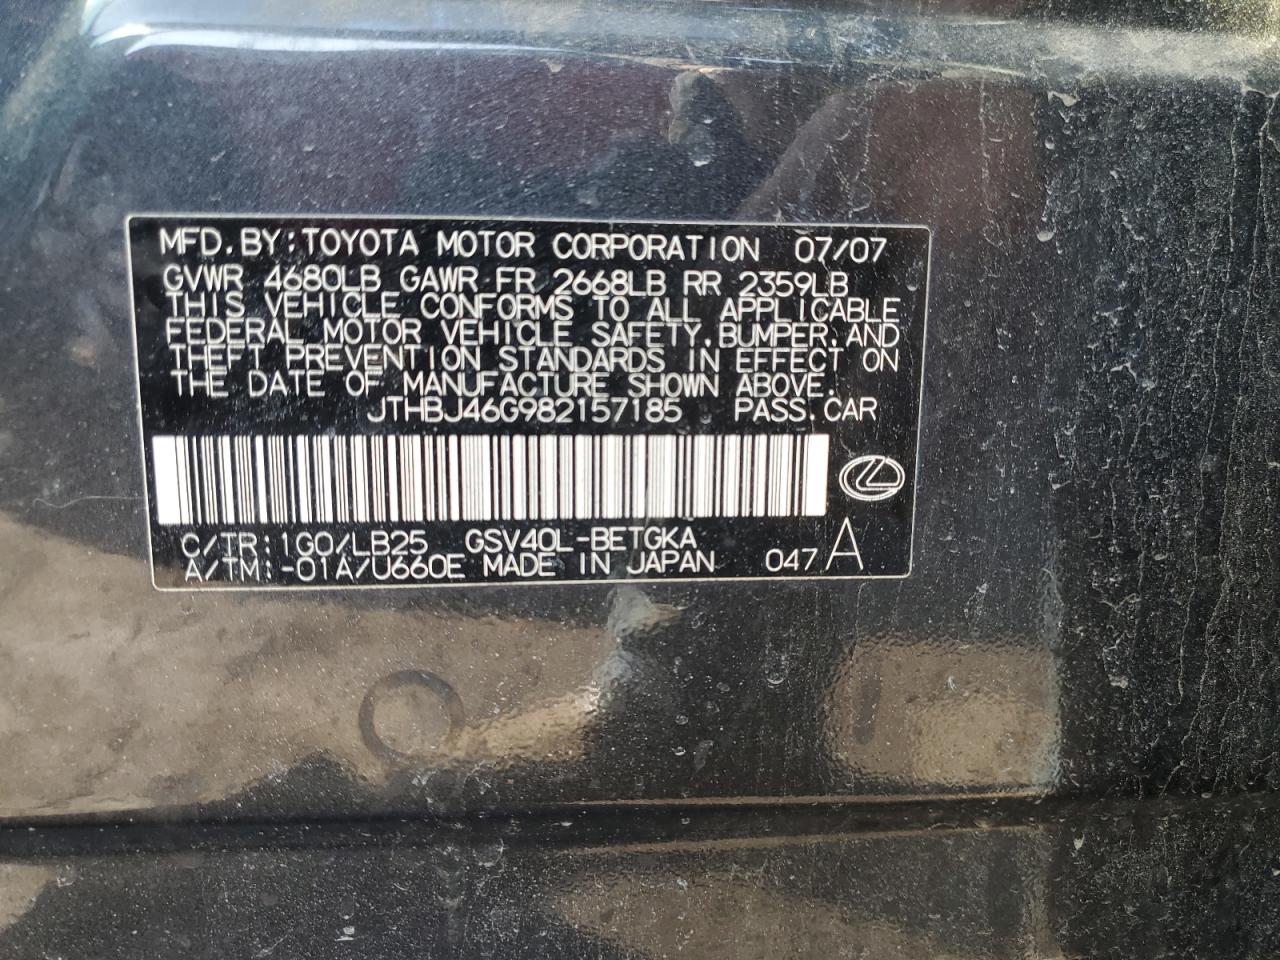 MFD. BY: TOYOTA MOTOR CORPORATION 07/07
GVWR 4680LB GAWR FR 2668LB RR 2359LB
THIS VEHICLE CONFORMS TO ALL APPLICABLE
FEDERAL MOTOR VEHICLE SAFETY, BUMPER, AND
THEFT PREVENTION STANDARDS IN EFFECT ON
THE DATE OF MANUFACTURE SHOWN ABOVE.
JTHBJ46G982157185 PASS. CAR
C/TR: 1G0/LB25 GSV40L-BETGKA
A/TM: -01A/U660E MADE IN JAPAN 047 A